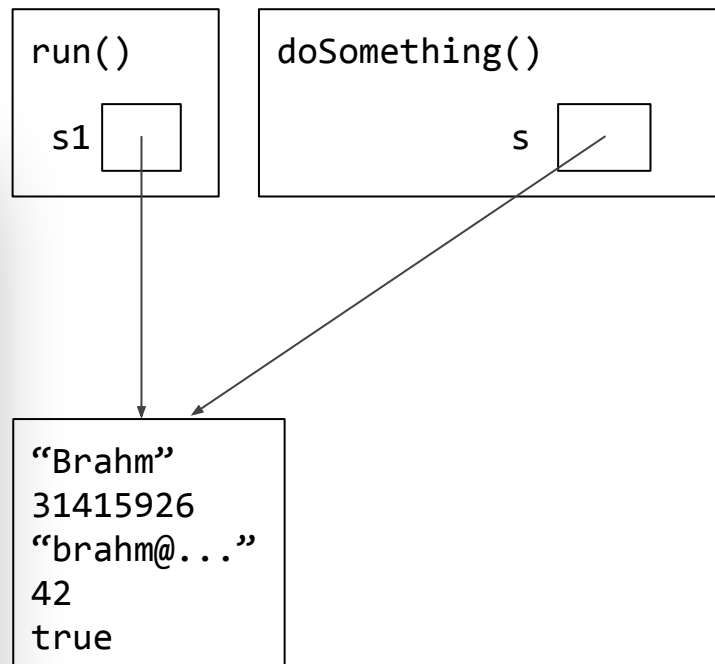 run()
s1
doSomething()
s
“Brahm”
31415926
“brahm@...”
42
true